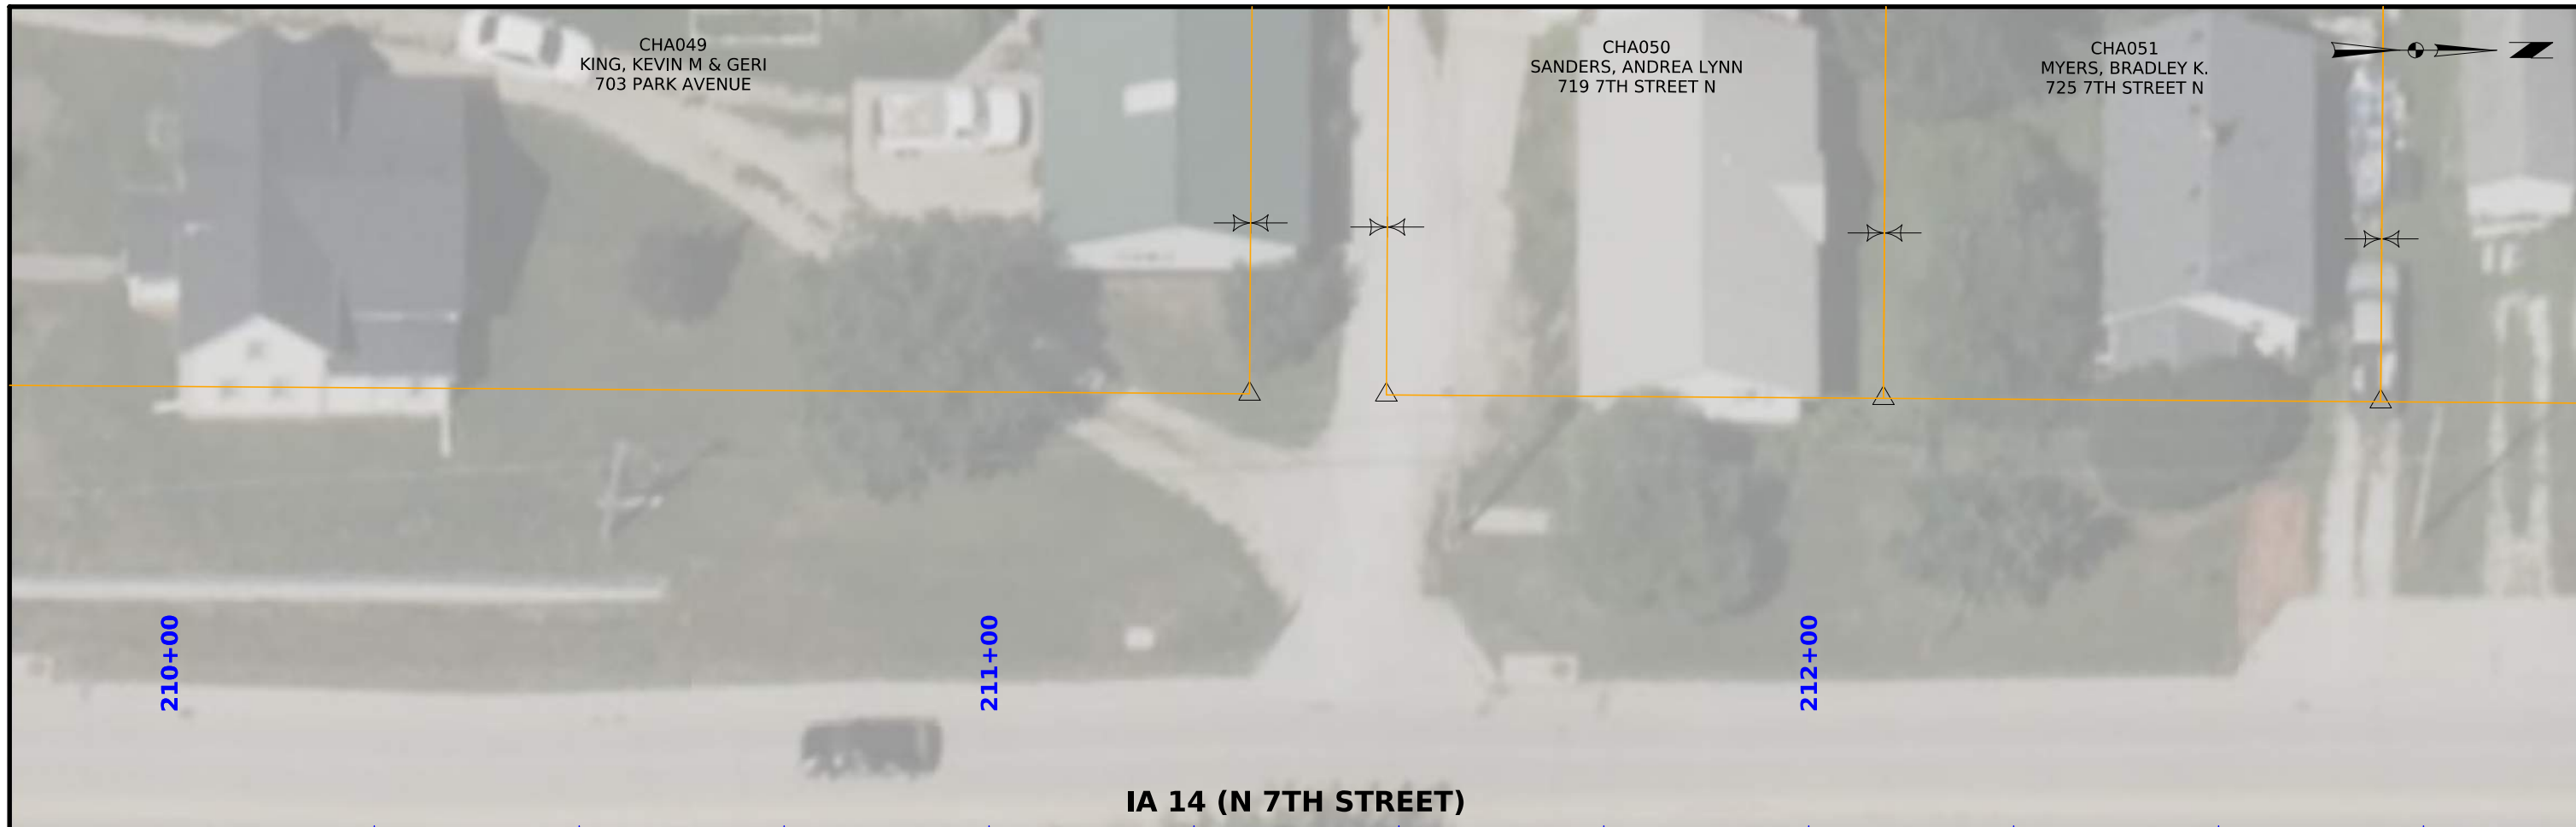 CHA049
KING, KEVIN M & GERI
703 PARK AVENUE
CHA050
SANDERS, ANDREA LYNN
719 7TH STREET N
CHA051
MYERS, BRADLEY K.
725 7TH STREET N
N
210+00
211+00
212+00
IA 14 (N 7TH STREET)